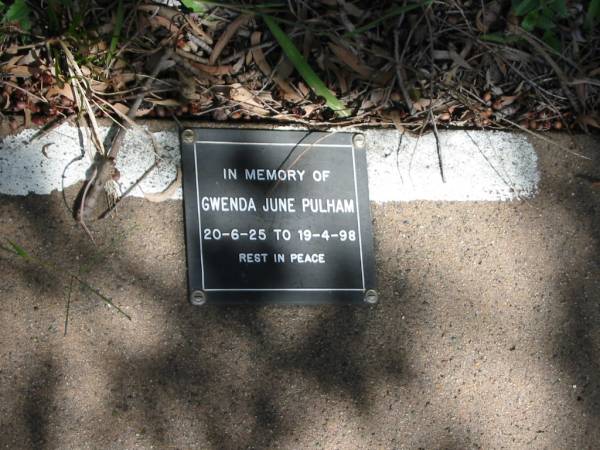 IN MEMORY OF
GWENDA JUNE PULHAM
20-6-25 TO 19-4-98
REST IN PEACE